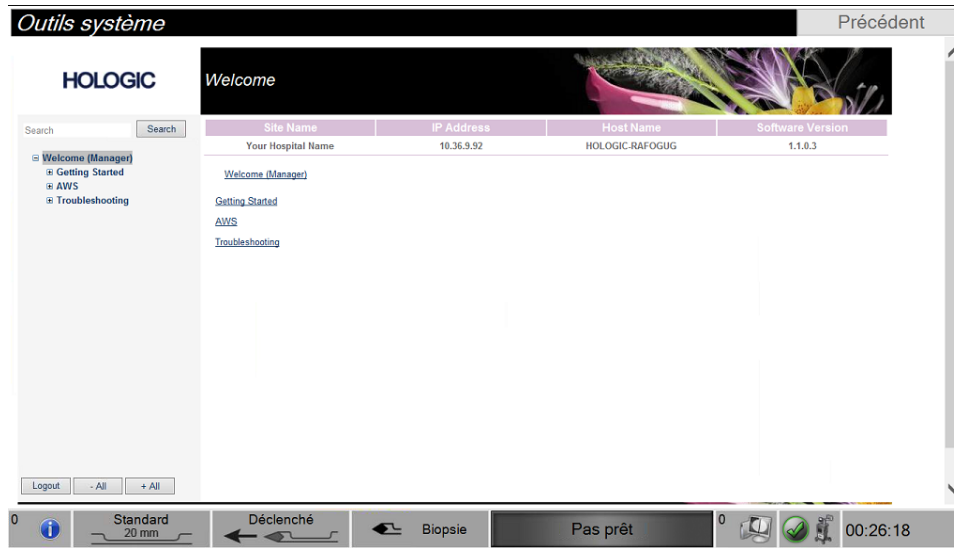 Outils système
Précédent
HOLOGIC
Welcome
Search
Search
Site Name IP Address Host Name Software Version
Your Hospital Name 10.36.9.92 HOLOGIC-RAFOGUG 1.1.0.3
Welcome (Manager)
Getting Started
AWS
Troubleshooting
Welcome (Manager)
Getting Started
AWS
Troubleshooting
Logout - All + All
0
Standard
20 mm
Déclenché
Biopsie
Pas prêt
0
00:26:18